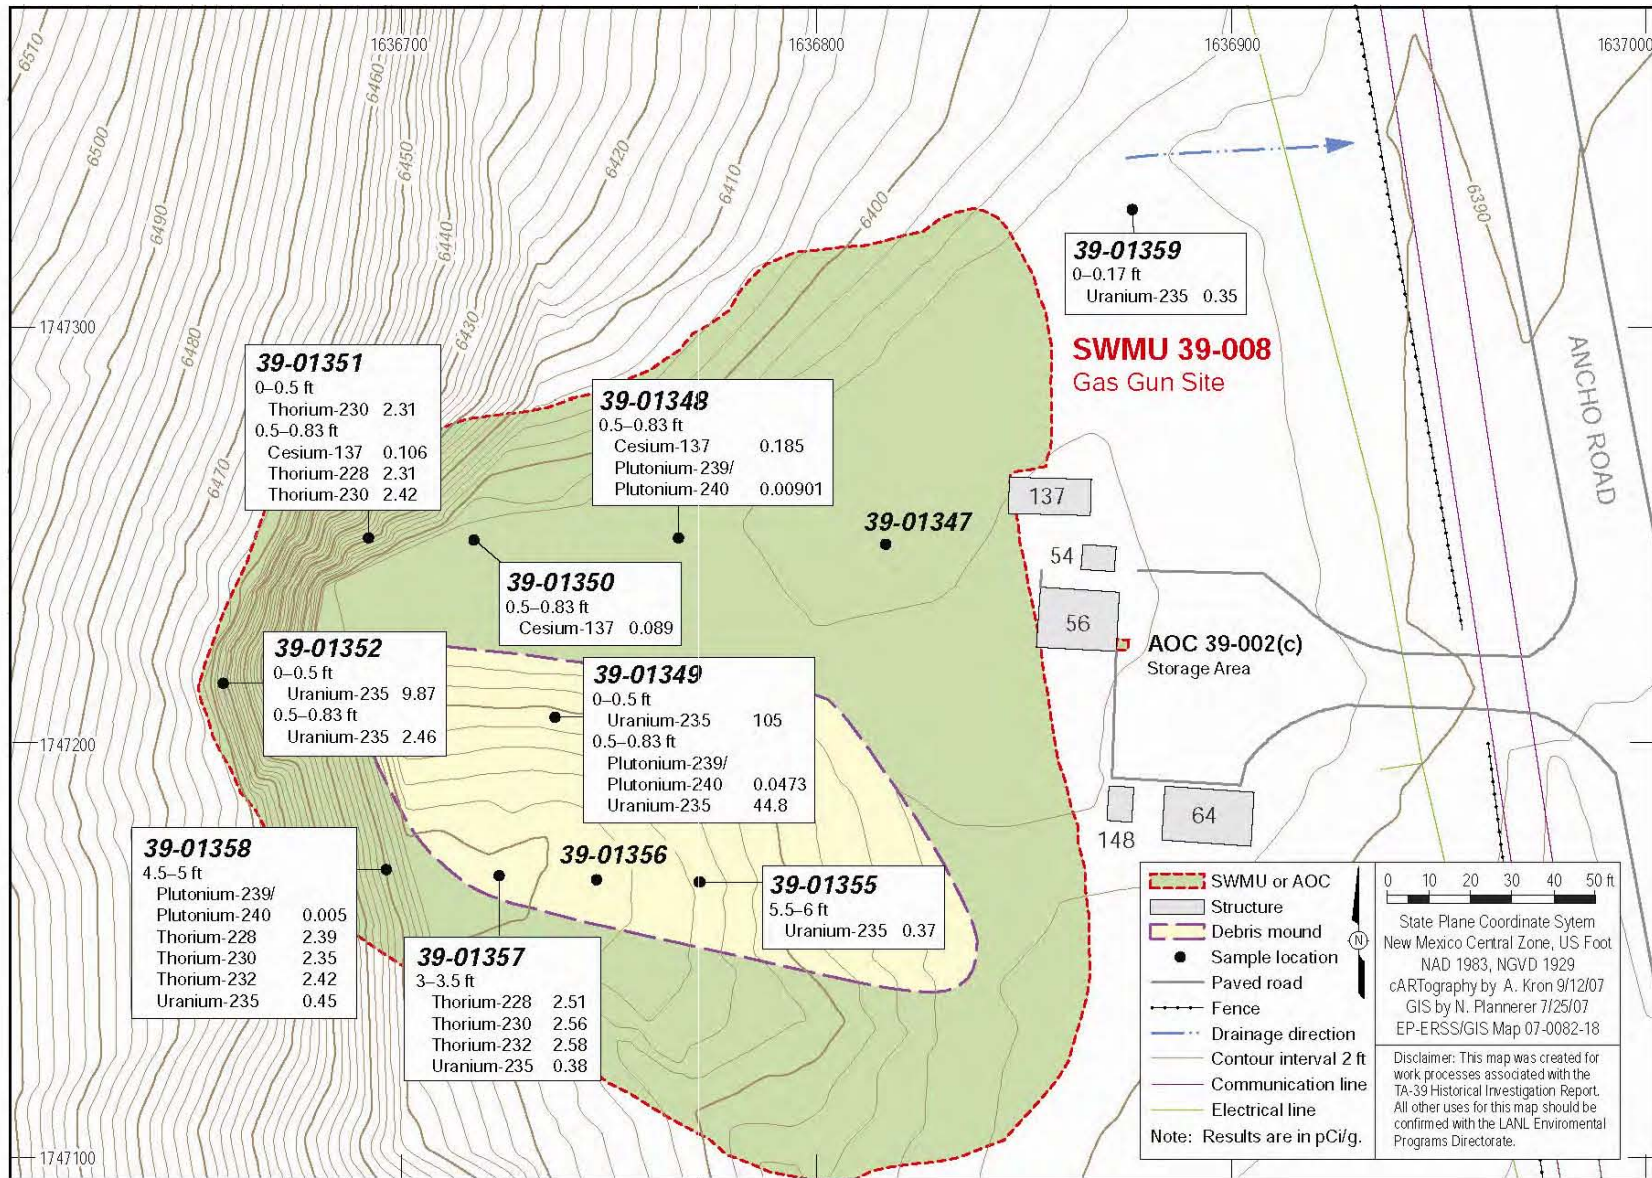 1636700
1636800
1636900
1637000
6510
6500
6490
6480
6470
6460
6450
6440
6430
6420
6410
6400
6390
1747300
1747200
1747100
39-01359
0–0.17 ft
Uranium-235 0.35
SWMU 39-008
Gas Gun Site
ANCHO ROAD
39-01351
0–0.5 ft
Thorium-230 2.31
0.5–0.83 ft
Cesium-137 0.106
Thorium-228 2.31
Thorium-230 2.42
39-01348
0.5–0.83 ft
Cesium-137 0.185
Plutonium-239/
Plutonium-240 0.00901
39-01347
137
54
56
39-01350
0.5–0.83 ft
Cesium-137 0.089
AOC 39-002(c)
Storage Area
39-01352
0–0.5 ft
Uranium-235 9.87
0.5–0.83 ft
Uranium-235 2.46
39-01349
0–0.5 ft
Uranium-235 105
0.5–0.83 ft
Plutonium-239/
Plutonium-240 0.0473
Uranium-235 44.8
148
64
39-01358
4.5–5 ft
Plutonium-239/
Plutonium-240 0.005
Thorium-228 2.39
Thorium-230 2.35
Thorium-232 2.42
Uranium-235 0.45
39-01356
39-01355
5.5–6 ft
Uranium-235 0.37
39-01357
3–3.5 ft
Thorium-228 2.51
Thorium-230 2.56
Thorium-232 2.58
Uranium-235 0.38
SWMU or AOC
Structure
Debris mound
Sample location
Paved road
Fence
Drainage direction
Contour interval 2 ft
Communication line
Electrical line
Note: Results are in pCi/g.
N
0 10 20 30 40 50 ft
State Plane Coordinate Sytem
New Mexico Central Zone, US Foot
NAD 1983, NGVD 1929
cARTography by A. Kron 9/12/07
GIS by N. Plannerer 7/25/07
EP-ERSS/GIS Map 07-0082-18
Disclaimer: This map was created for
work processes associated with the
TA-39 Historical Investigation Report.
All other uses for this map should be
confirmed with the LANL Enviromental
Programs Directorate.